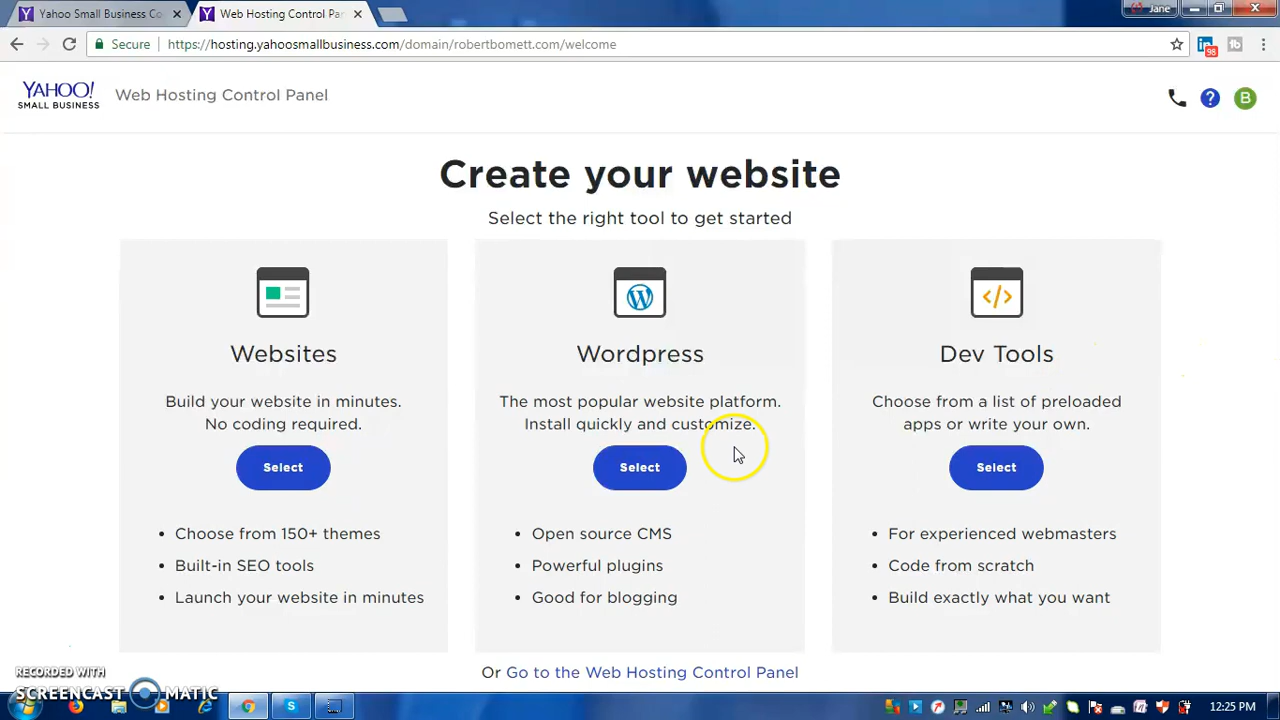 Yahoo Small Business Co
Web Hosting Control Pan
Jane
Secure
https://hosting.yahoosmallbusiness.com/domain/robertbonnett.com/welcome
in
98
tb
YAHOO!
SMALL BUSINESS
Web Hosting Control Panel
?
B
Create your website
Select the right tool to get started
Websites
Build your website in minutes.
No coding required.
Select
• Choose from 150+ themes
• Built-in SEO tools
• Launch your website in minutes
W
Wordpress
The most popular website platform.
Install quickly and customize.
Select
• Open source CMS
• Powerful plugins
• Good for blogging
</>
Dev Tools
Choose from a list of preloaded
apps or write your own.
Select
• For experienced webmasters
• Code from scratch
• Build exactly what you want
Or Go to the Web Hosting Control Panel
RECORDED WITH
SCREENCAST MATIC
12:25 PM